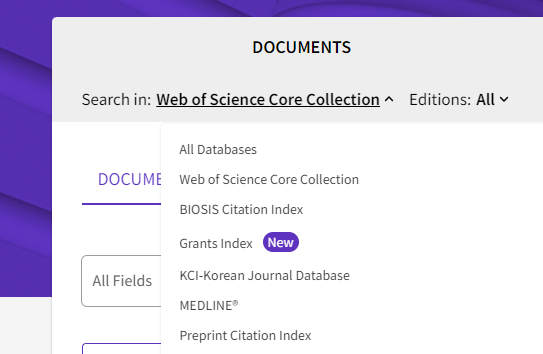 DOCUMENTS
Search in: Web of Science Core Collection Editions: All
All Databases
DOCUME Web of Science Core Collection
BIOSIS Citation Index
Grants Index New
All Fields KCI-Korean Journal Database
MEDLINE®
Preprint Citation Index